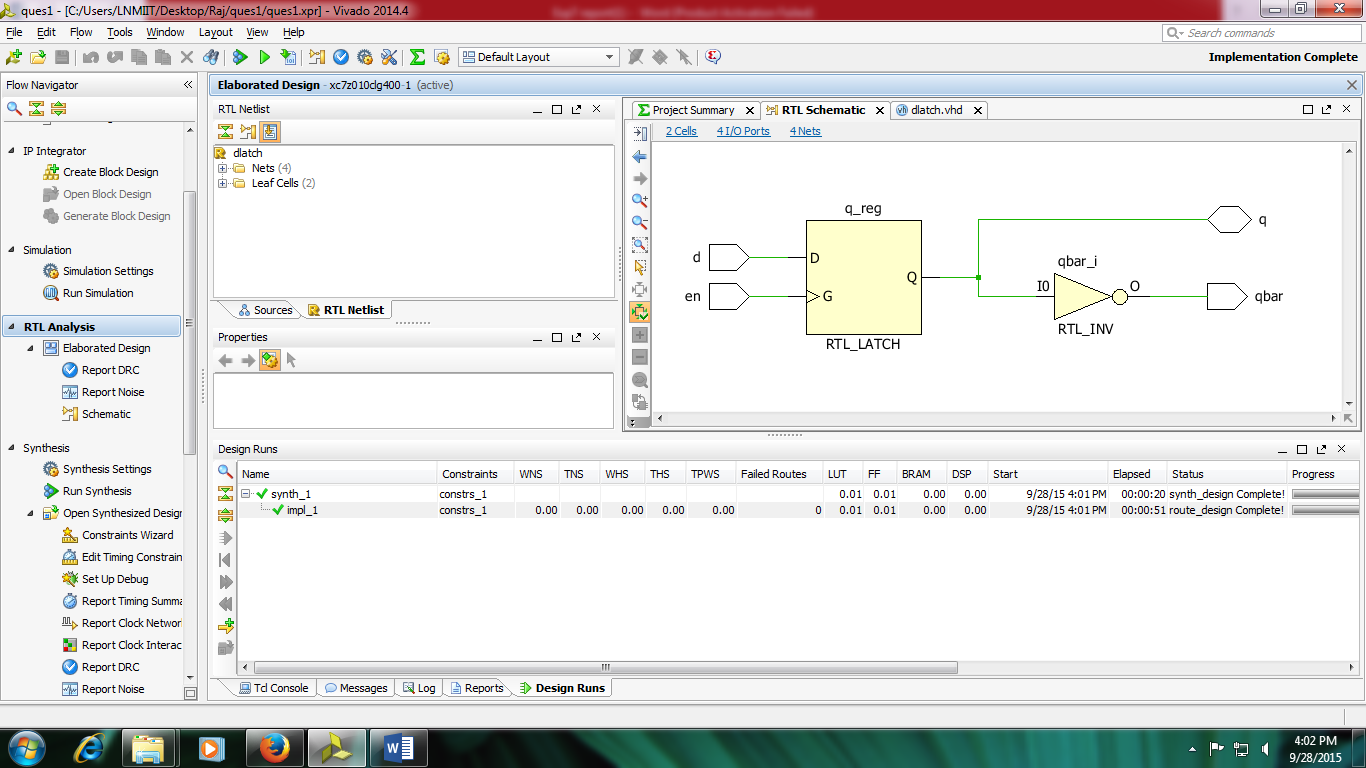 ques1 - [C:/Users/LNMIIT/Desktop/Raj/ques1/ques1.xpr] - Vivado 2014.4
File Edit Flow Tools Window Layout View Help
Search commands
Default Layout
Implementation Complete
Flow Navigator
IP Integrator
Create Block Design
Open Block Design
Generate Block Design
Simulation
Simulation Settings
Run Simulation
RTL Analysis
Elaborated Design
Report DRC
Report Noise
Schematic
Synthesis
Synthesis Settings
Run Synthesis
Open Synthesized Design
Constraints Wizard
Edit Timing Constrain
Set Up Debug
Report Timing Summa
Report Clock Networ
Report Clock Interac
Report DRC
Report Noise
Elaborated Design - xc7z010clg400-1 (active)
RTL Netlist
dlatch
Nets (4)
Leaf Cells (2)
Sources RTL Netlist
Properties
Project Summary RTL Schematic dlatch.vhd
2 Cells 4 I/O Ports 4 Nets
q_reg
q
d D
qbar_i
Q
I0 O
en G qbar
RTL_INV
RTL_LATCH
Design Runs
Name Constraints WNS TNS WHS THS TPWS Failed Routes LUT FF BRAM DSP Start Elapsed Status Progress
synth_1 constrs_1 0.01 0.01 0.00 0.00 9/28/15 4:01 PM 00:00:20 synth_design Complete!
impl_1 constrs_1 0.00 0.00 0.00 0.00 0.00 0 0.01 0.01 0.00 0.00 9/28/15 4:01 PM 00:00:51 route_design Complete!
Tcl Console Messages Log Reports Design Runs
4:02 PM
9/28/2015